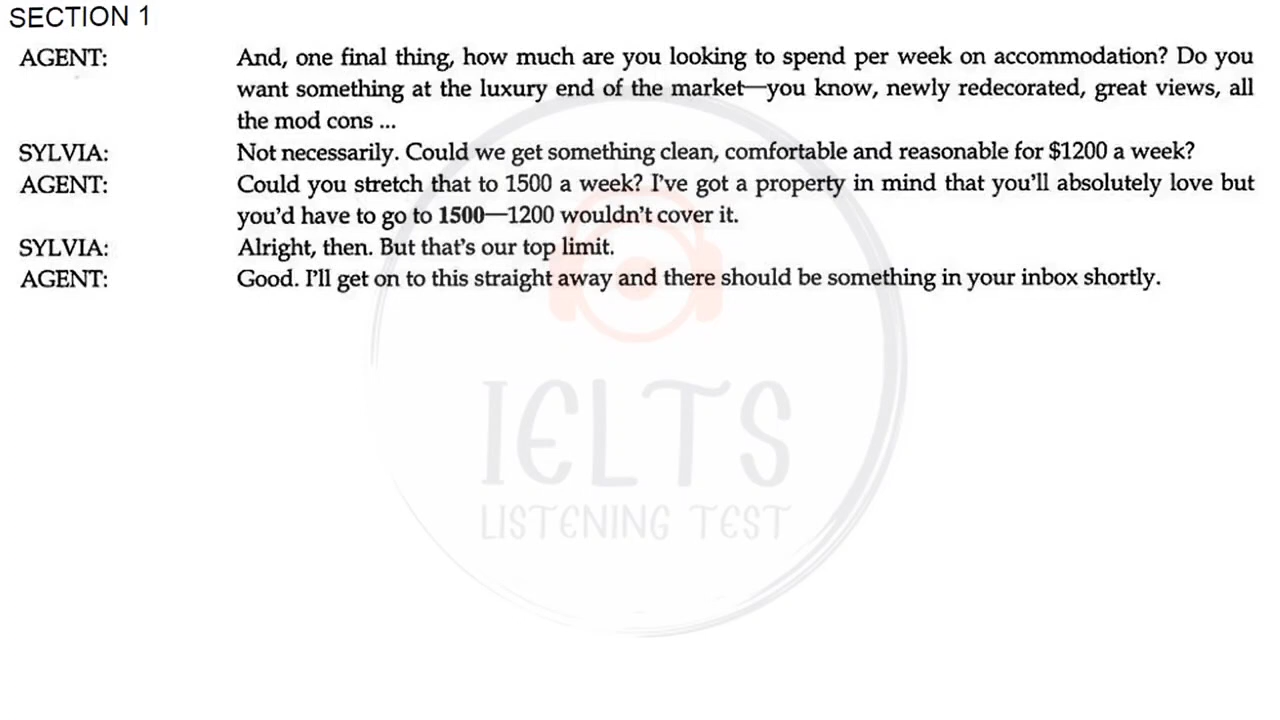 SECTION 1
AGENT: And, one final thing, how much are you looking to spend per week on accommodation? Do you
want something at the luxury end of the market—you know, newly redecorated, great views, all
the mod cons ...
SYLVIA: Not necessarily. Could we get something clean, comfortable and reasonable for $1200 a week?
AGENT: Could you stretch that to 1500 a week? I've got a property in mind that you'll absolutely love but
you'd have to go to 1500—1200 wouldn't cover it.
SYLVIA: Alright, then. But that's our top limit.
AGENT: Good. I'll get on to this straight away and there should be something in your inbox shortly.
IELTS
LISTENING TEST